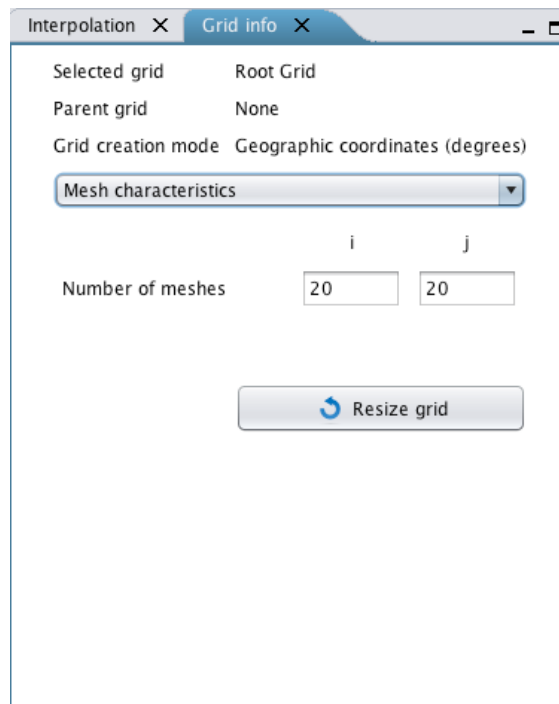 Interpolation X Grid info X
Selected grid Root Grid
Parent grid None
Grid creation mode Geographic coordinates (degrees)
Mesh characteristics
i j
Number of meshes 20 20
Resize grid